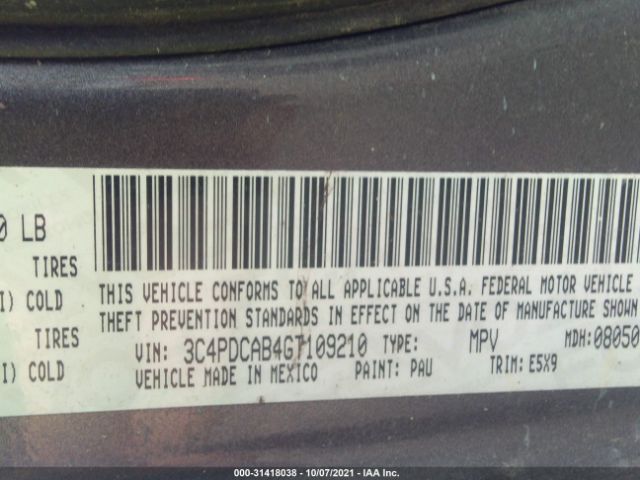 0 LB
TIRES
I) COLD
TIRES
I) COLD
THIS VEHICLE CONFORMS TO ALL APPLICABLE U.S.A. FEDERAL MOTOR VEHICLE
THEFT PREVENTION STANDARDS IN EFFECT ON THE DATE OF MANUFACTURE SHOWN
VIN: 3C4PDCAB4GT109210 TYPE: MPV MDH:08050
VEHICLE MADE IN MEXICO PAINT: PAU TRIM: E5X9
000-31418038 - 10/07/2021 - IAA Inc.